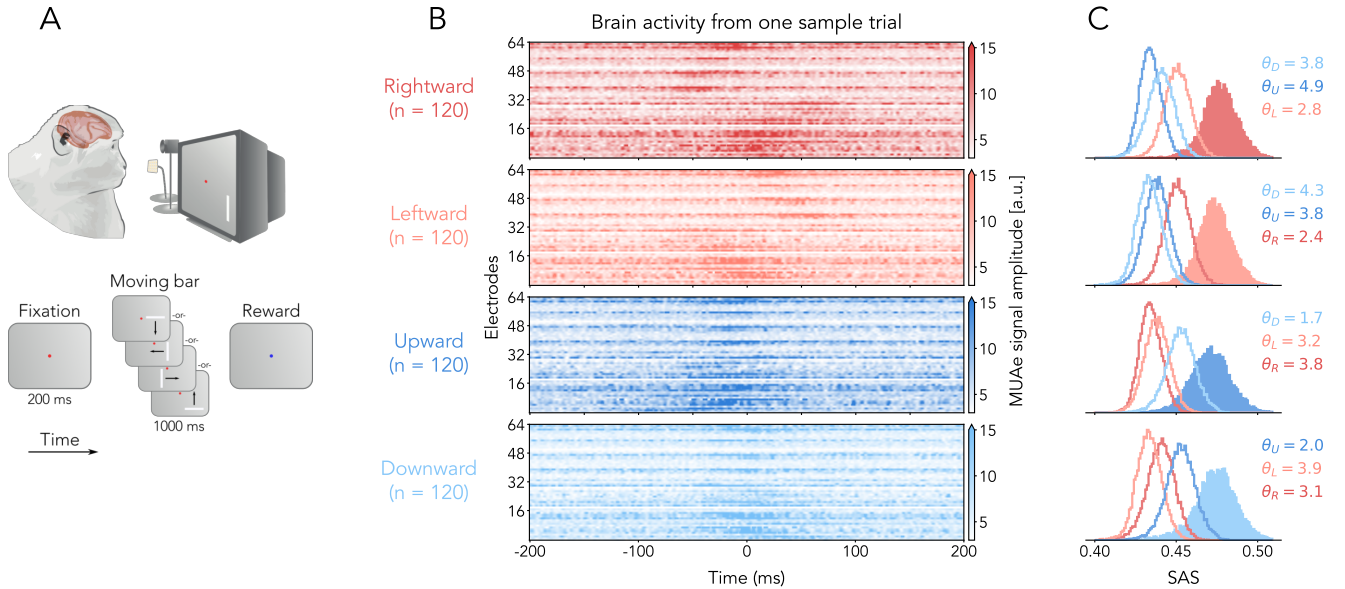 A
Fixation
200 ms
Moving bar
-or-
-or-
-or-
1000 ms
Reward
Time
B
Brain activity from one sample trial
Rightward
(n = 120)
Leftward
(n = 120)
Upward
(n = 120)
Downward
(n = 120)
Electrodes
64
48
32
16
64
48
32
16
64
48
32
16
64
48
32
16
-200
-100
0
100
200
Time (ms)
15
10
5
15
10
5
15
10
5
15
10
5
MUAe signal amplitude [a.u.]
C
θD = 3.8
θU = 4.9
θL = 2.8
θD = 4.3
θU = 3.8
θR = 2.4
θD = 1.7
θL = 3.2
θR = 3.8
θU = 2.0
θL = 3.9
θR = 3.1
0.40
0.45
0.50
SAS